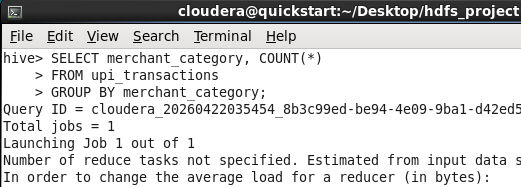 cloudera@quickstart:~/Desktop/hdfs_project
File Edit View Search Terminal Help
hive> SELECT merchant_category, COUNT(*)
    > FROM upi_transactions
    > GROUP BY merchant_category;
Query ID = cloudera_20260422035454_8b3c99ed-be94-4e09-9ba1-d42ed5
Total jobs = 1
Launching Job 1 out of 1
Number of reduce tasks not specified. Estimated from input data s
In order to change the average load for a reducer (in bytes):